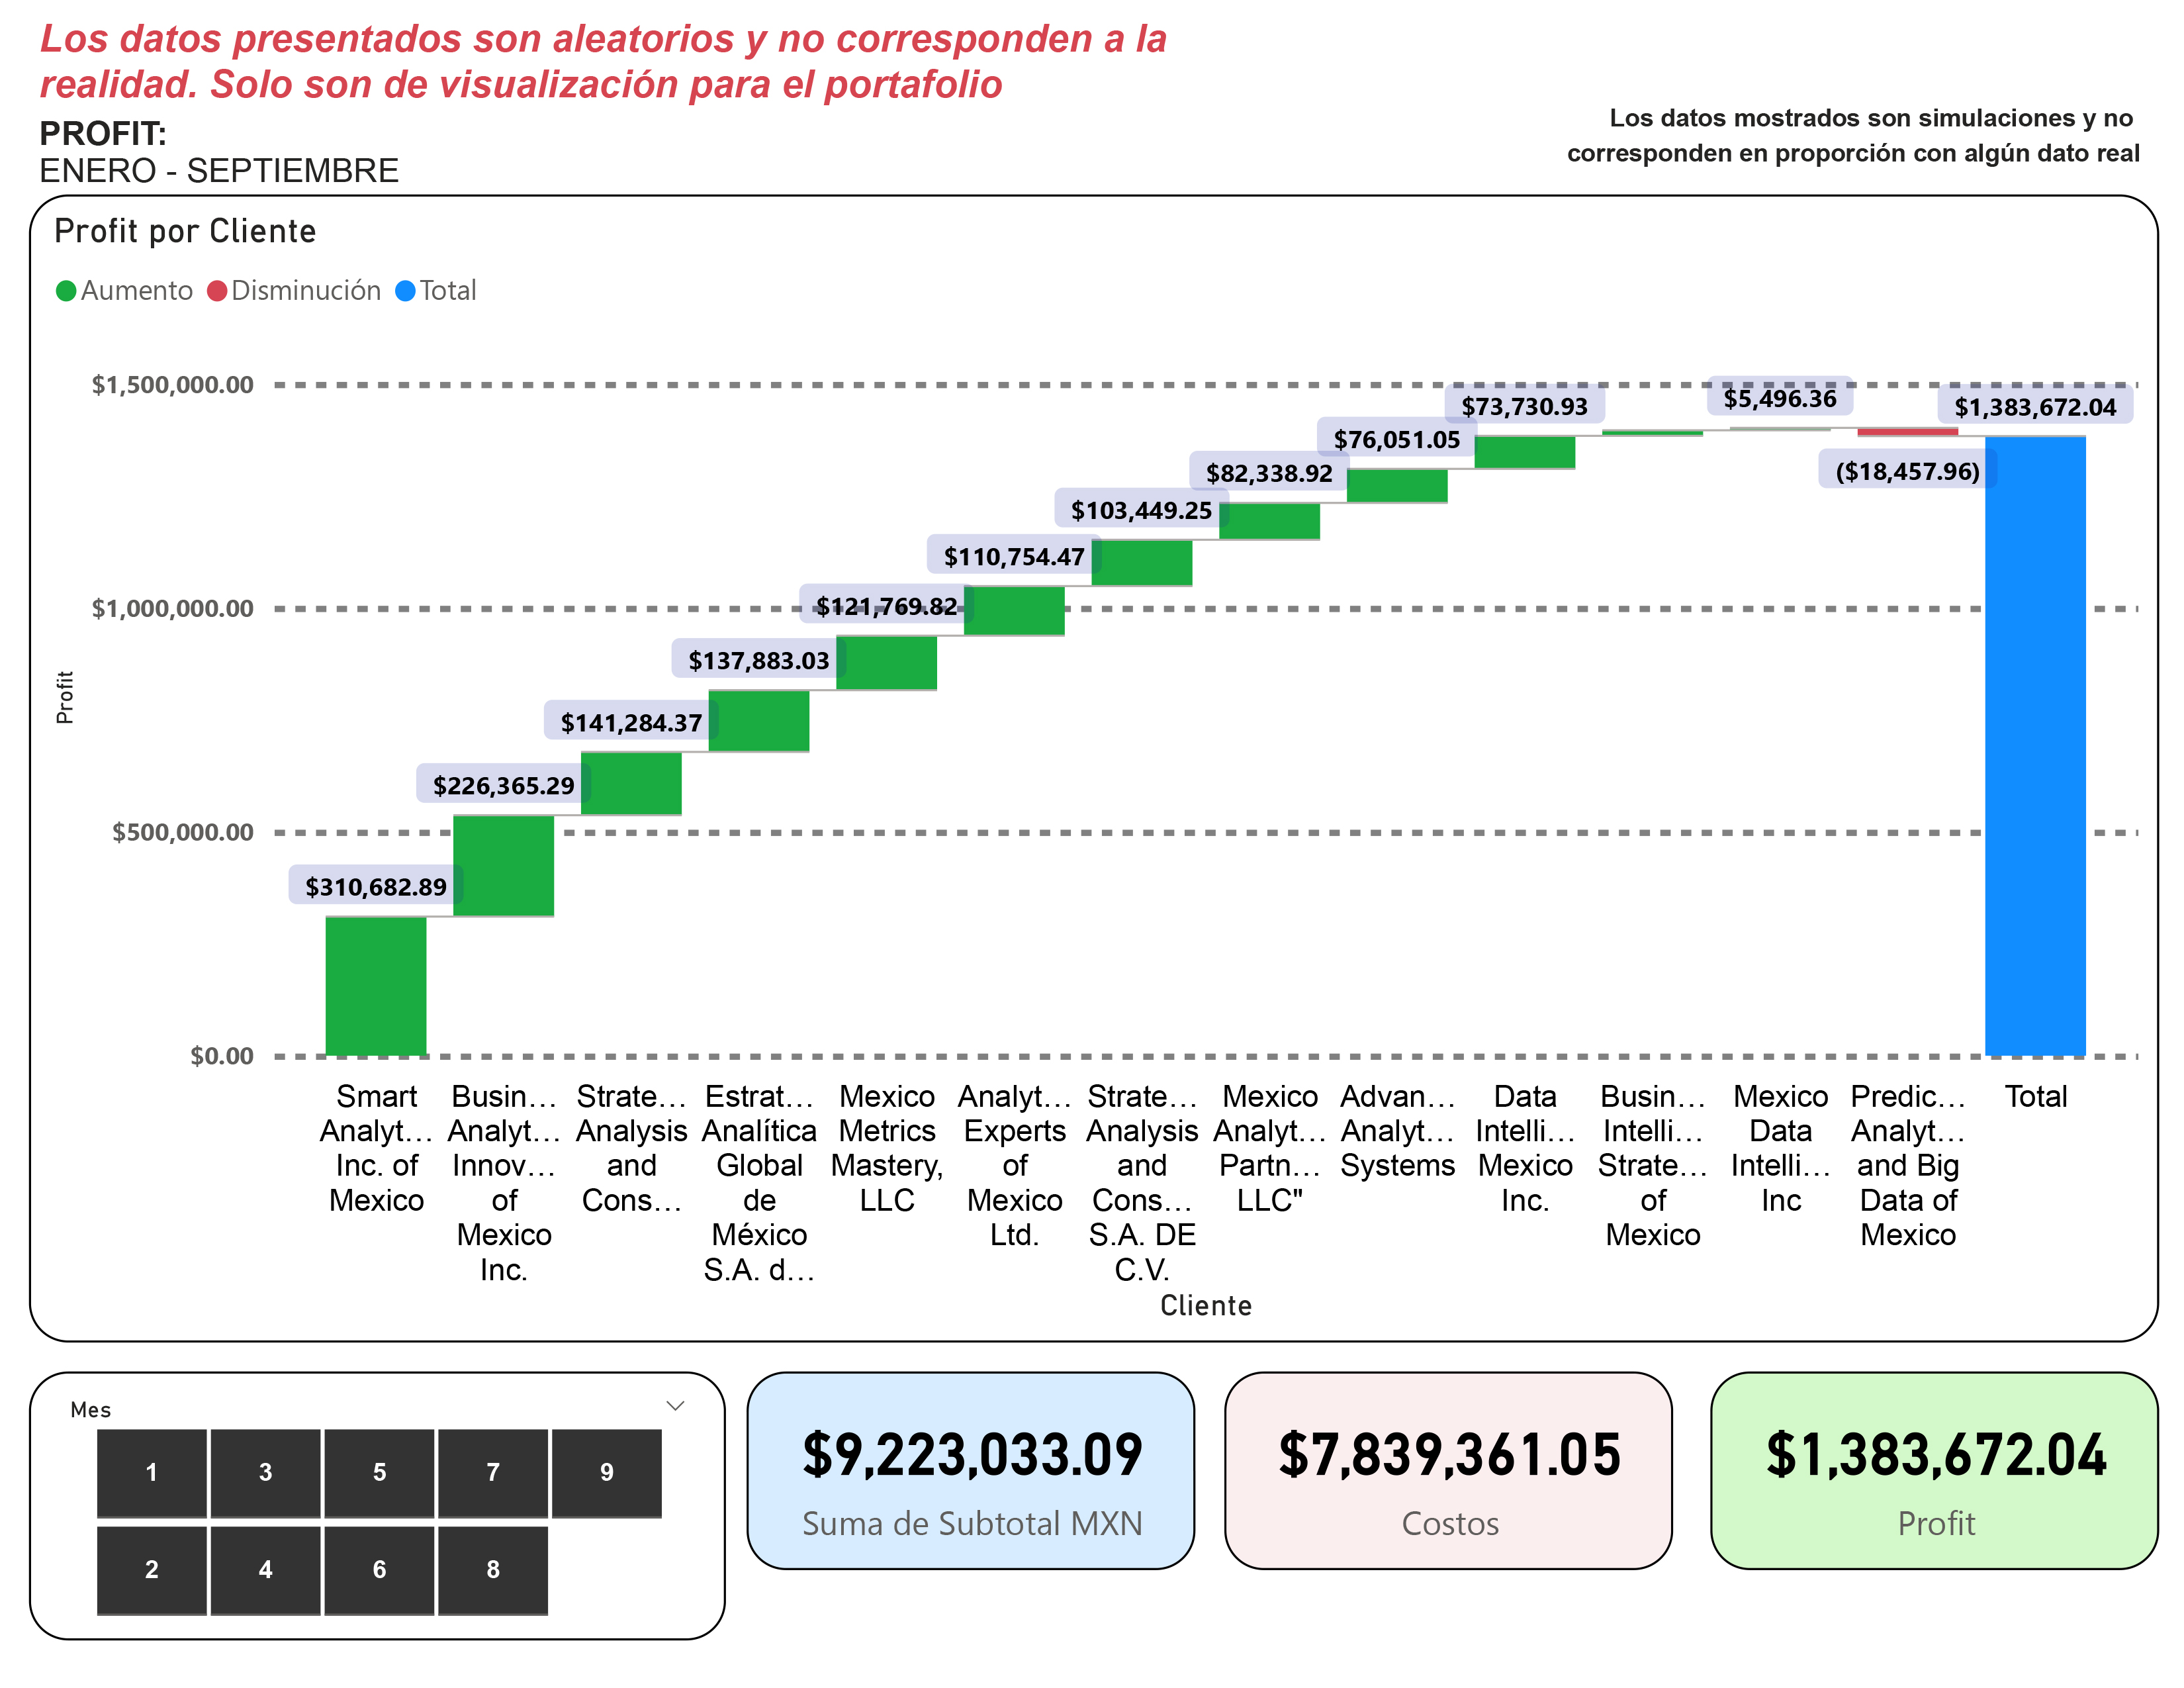 Los datos presentados son aleatorios y no corresponden a la
realidad. Solo son de visualización para el portafolio
PROFIT:
ENERO - SEPTIEMBRE
Los datos mostrados son simulaciones y no
corresponden en proporción con algún dato real
Profit por Cliente
Aumento Disminución Total
$1,500,000.00
$1,000,000.00
$500,000.00
$0.00
Profit
$310,682.89
$226,365.29
$141,284.37
$137,883.03
$121,769.82
$110,754.47
$103,449.25
$82,338.92
$76,051.05
$73,730.93
$5,496.36
($18,457.96)
$1,383,672.04
Smart
Analyt…
Inc. of
Mexico
Busin…
Analyt…
Innov…
of
Mexico
Inc.
Strate…
Analysis
and
Cons…
Estrat…
Analítica
Global
de
México
S.A. d…
Mexico
Metrics
Mastery,
LLC
Analyt…
Experts
of
Mexico
Ltd.
Strate…
Analysis
and
Cons…
S.A. DE
C.V.
Mexico
Analyt…
Partn…
LLC"
Advan…
Analyt…
Systems
Data
Intelli…
Mexico
Inc.
Busin…
Intelli…
Strate…
of
Mexico
Mexico
Data
Intelli…
Inc
Predic…
Analyt…
and Big
Data of
Mexico
Total
Cliente
Mes
1 3 5 7 9
2 4 6 8
$9,223,033.09
Suma de Subtotal MXN
$7,839,361.05
Costos
$1,383,672.04
Profit